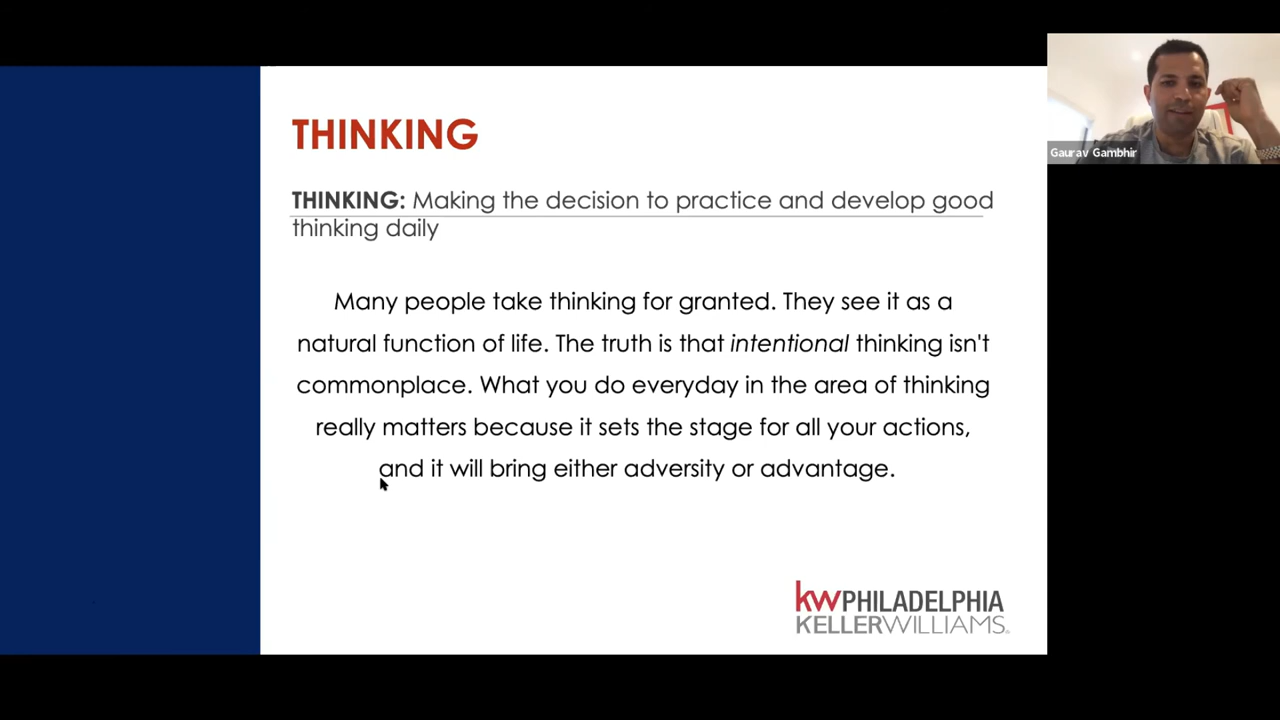 THINKING
THINKING: Making the decision to practice and develop good
thinking daily
Many people take thinking for granted. They see it as a
natural function of life. The truth is that intentional thinking isn't
commonplace. What you do everyday in the area of thinking
really matters because it sets the stage for all your actions,
and it will bring either adversity or advantage.
kwPHILADELPHIA
KELLERWILLIAMS®
Gaurav Gambhir